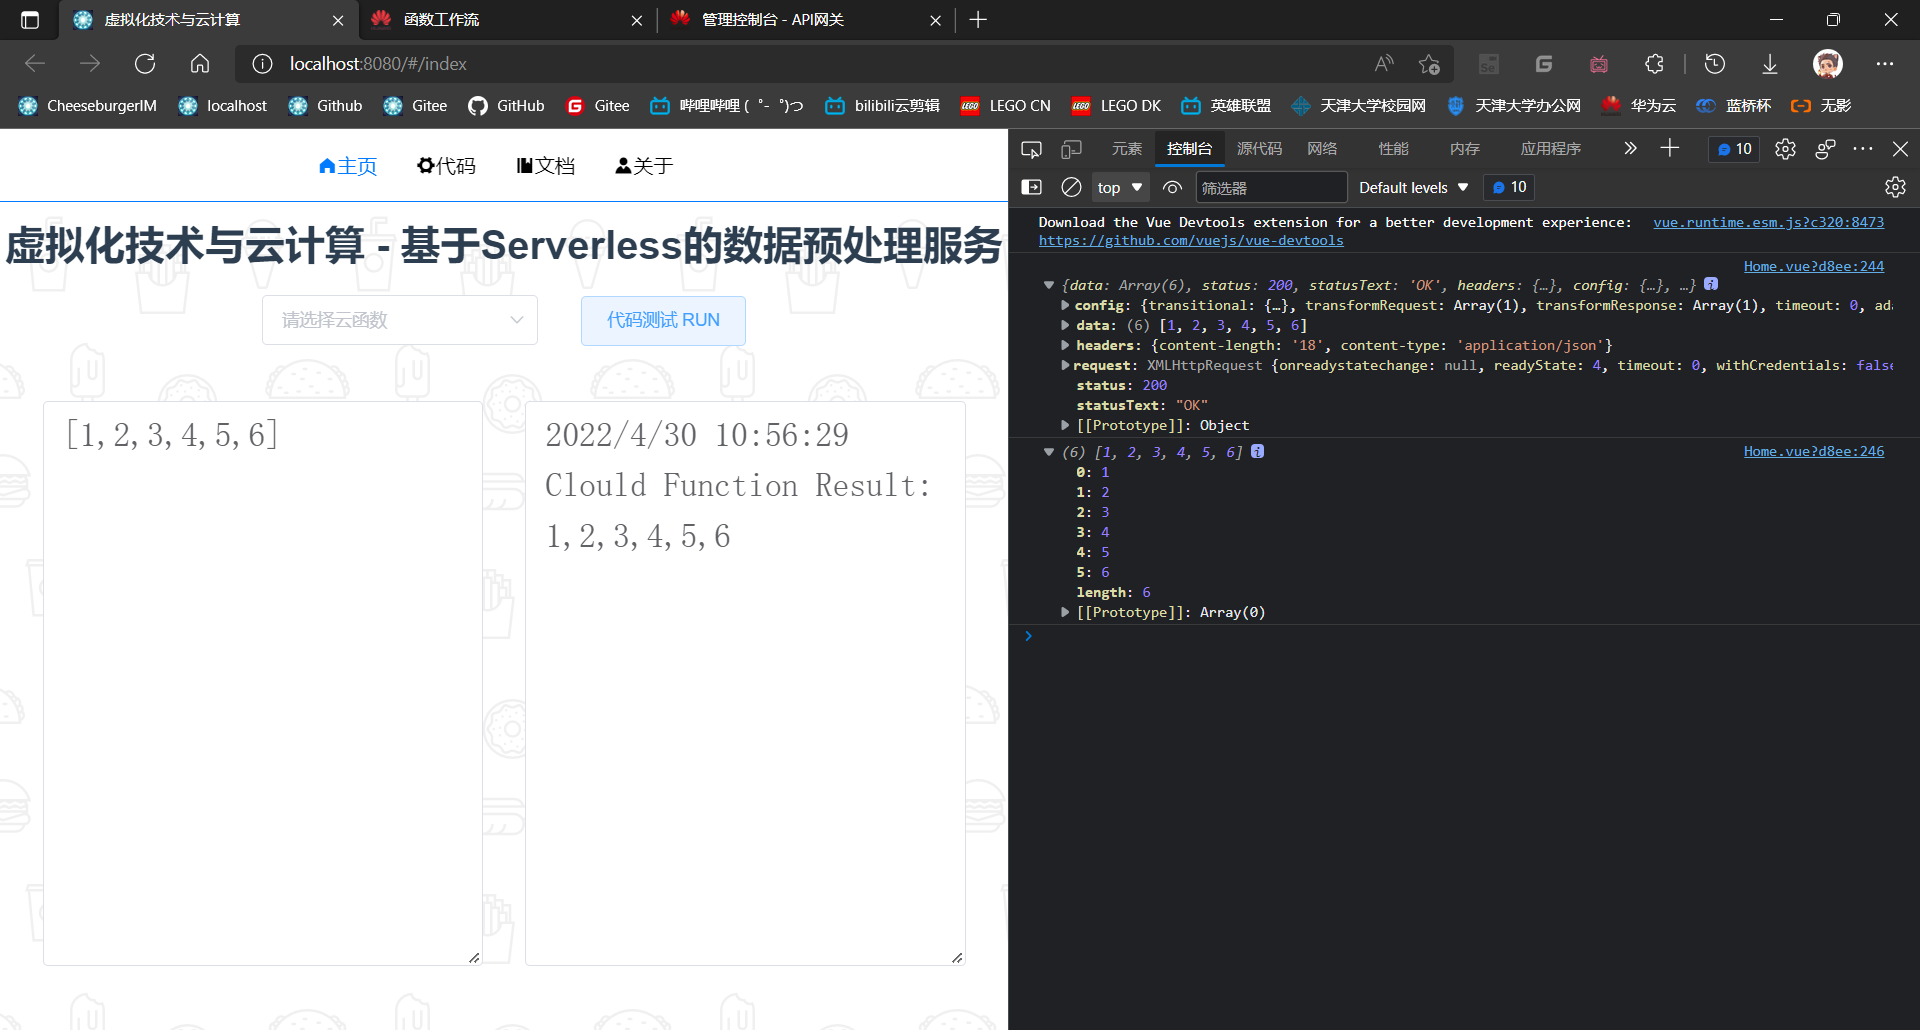 虚拟化技术与云计算
函数工作流
管理控制台 - API网关
localhost:8080/#/index
CheeseburgerIM localhost Github Gitee GitHub Gitee 哔哩哔哩 ( ゜- ゜)つ bilibili云剪辑 LEGO CN LEGO DK 英雄联盟 天津大学校园网 天津大学办公网 华为云 蓝桥杯 无影
主页 代码 文档 关于
虚拟化技术与云计算 - 基于Serverless的数据预处理服务
请选择云函数
代码测试 RUN
[1,2,3,4,5,6]
2022/4/30 10:56:29
Clould Function Result:
1,2,3,4,5,6
元素 控制台 源代码 网络 性能 内存 应用程序 10
top 筛选器 Default levels 10
Download the Vue Devtools extension for a better development experience: vue.runtime.esm.js?c320:8473
https://github.com/vuejs/vue-devtools
Home.vue?d8ee:244
{data: Array(6), status: 200, statusText: 'OK', headers: {…}, config: {…}, …}
config: {transitional: {…}, transformRequest: Array(1), transformResponse: Array(1), timeout: 0, ada
data: (6) [1, 2, 3, 4, 5, 6]
headers: {content-length: '18', content-type: 'application/json'}
request: XMLHttpRequest {onreadystatechange: null, readyState: 4, timeout: 0, withCredentials: false
status: 200
statusText: "OK"
[[Prototype]]: Object
(6) [1, 2, 3, 4, 5, 6] Home.vue?d8ee:246
0: 1
1: 2
2: 3
3: 4
4: 5
5: 6
length: 6
[[Prototype]]: Array(0)